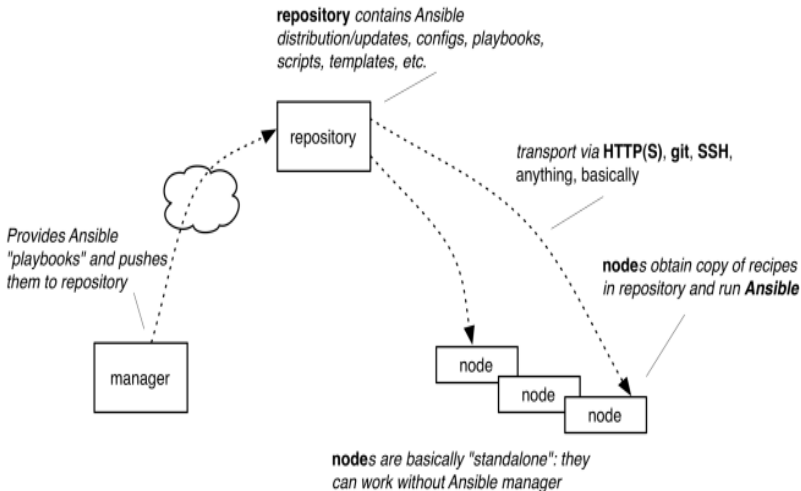 repository contains Ansible
distribution/updates, configs, playbooks,
scripts, templates, etc.
repository
transport via HTTP(S), git, SSH,
anything, basically
Provides Ansible
"playbooks" and pushes
them to repository
nodes obtain copy of recipes
in repository and run Ansible
manager
node
node
node
nodes are basically "standalone": they
can work without Ansible manager